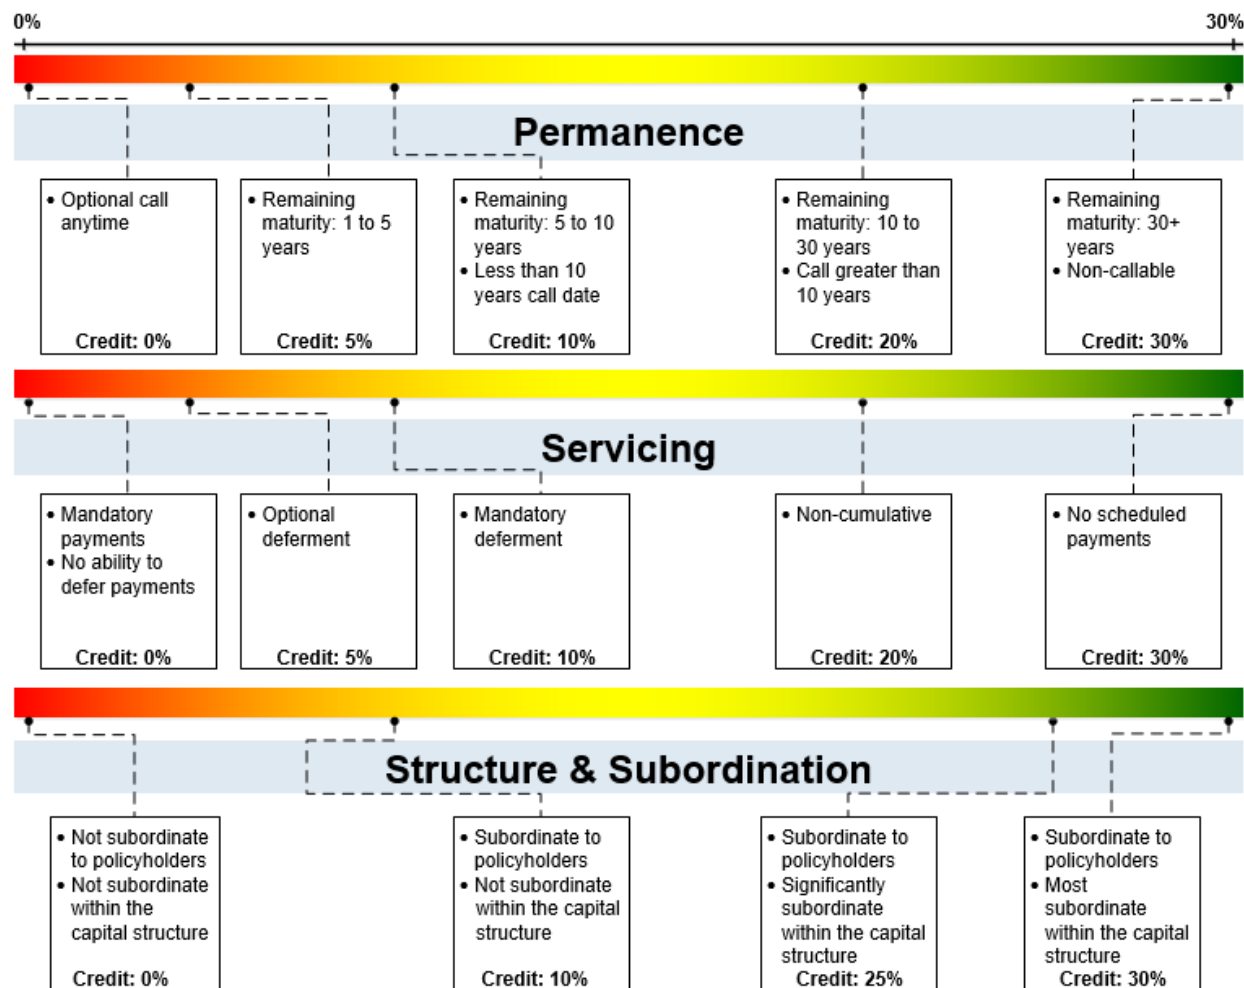 0%
30%
Permanence
• Optional call
anytime
Credit: 0%
• Remaining
maturity: 1 to 5
years
Credit: 5%
• Remaining
maturity: 5 to 10
years
• Less than 10
years call date
Credit: 10%
• Remaining
maturity: 10 to
30 years
• Call greater than
10 years
Credit: 20%
• Remaining
maturity: 30+
years
• Non-callable
Credit: 30%
Servicing
• Mandatory
payments
• No ability to
defer payments
Credit: 0%
• Optional
deferment
Credit: 5%
• Mandatory
deferment
Credit: 10%
• Non-cumulative
Credit: 20%
• No scheduled
payments
Credit: 30%
Structure & Subordination
• Not subordinate
to policyholders
• Not subordinate
within the
capital structure
Credit: 0%
• Subordinate to
policyholders
• Not subordinate
within the capital
structure
Credit: 10%
• Subordinate to
policyholders
• Significantly
subordinate
within the capital
structure
Credit: 25%
• Subordinate to
policyholders
• Most
subordinate
within the capital
structure
Credit: 30%